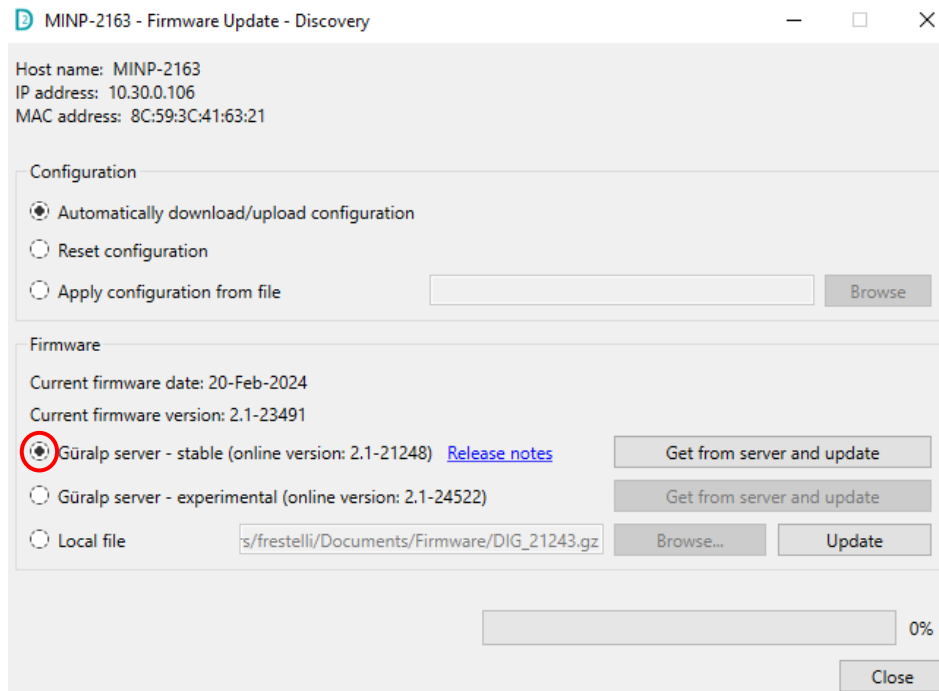 MINP-2163 - Firmware Update - Discovery
Host name: MINP-2163
IP address: 10.30.0.106
MAC address: 8C:59:3C:41:63:21
Configuration
Automatically download/upload configuration
Reset configuration
Apply configuration from file Browse
Firmware
Current firmware date: 20-Feb-2024
Current firmware version: 2.1-23491
Güralp server - stable (online version: 2.1-21248) Release notes Get from server and update
Güralp server - experimental (online version: 2.1-24522) Get from server and update
Local file rs/frestelli/Documents/Firmware/DIG_21243.gz Browse... Update
0%
Close